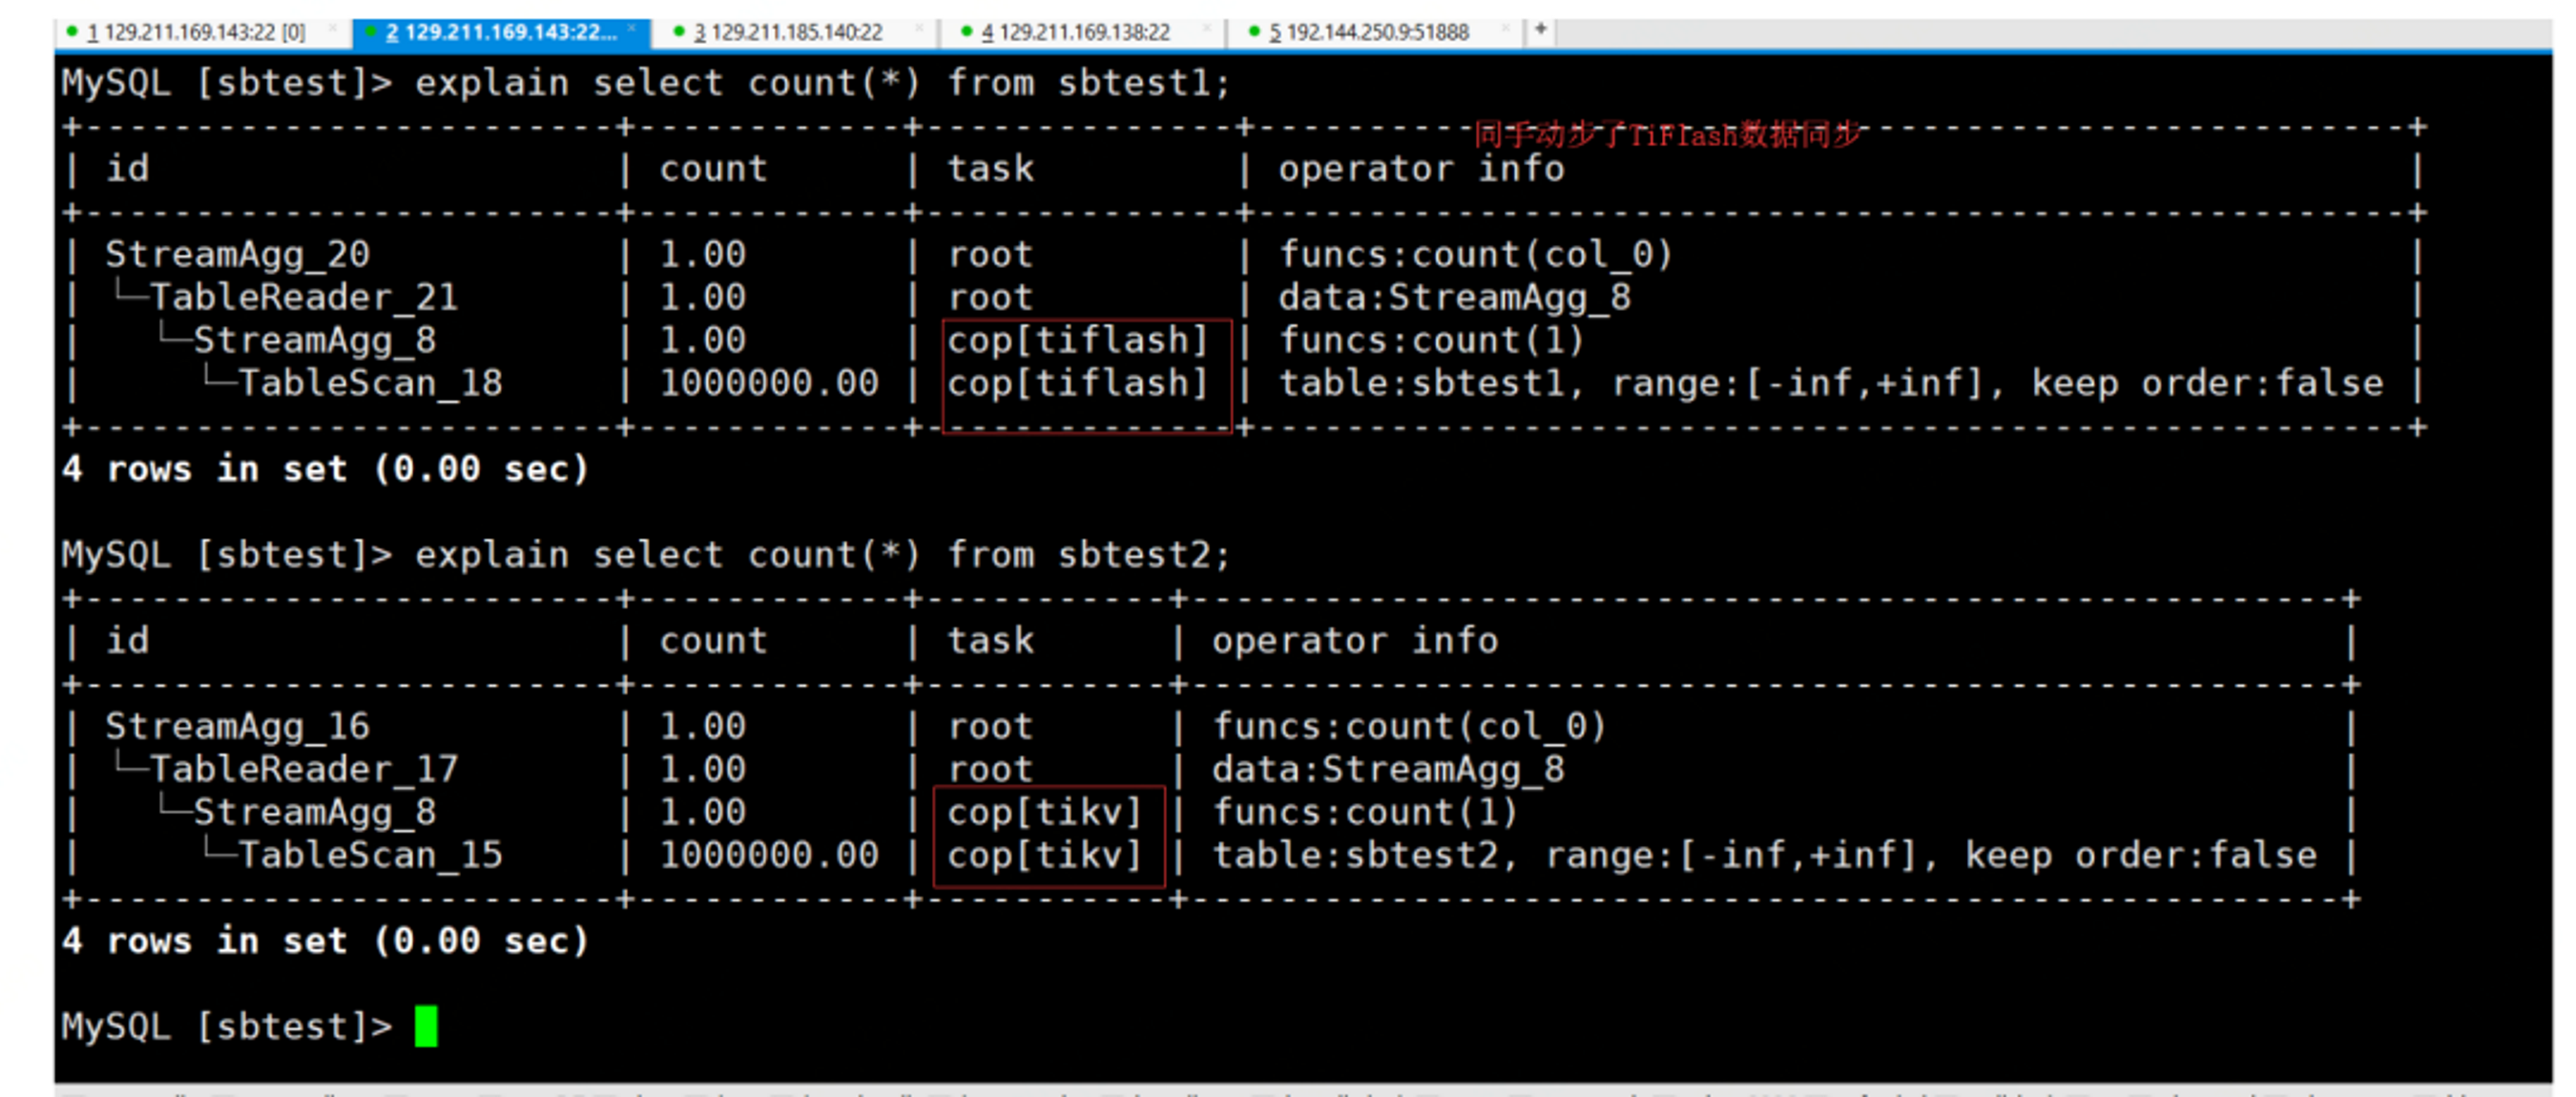 1 129.211.169.143:22 [0] × 2 129.211.169.143:22... × 3 129.211.185.140:22 × 4 129.211.169.138:22 × 5 192.144.250.9:51888 × +
MySQL [sbtest]> explain select count(*) from sbtest1;
+------------------------+------------+--------------+----------------------------------------------------+
同手动步了TiFlash数据同步
| id | count | task | operator info |
+------------------------+------------+--------------+----------------------------------------------------+
| StreamAgg_20 | 1.00 | root | funcs:count(col_0) |
| └─TableReader_21 | 1.00 | root | data:StreamAgg_8 |
| └─StreamAgg_8 | 1.00 | cop[tiflash] | funcs:count(1) |
| └─TableScan_18 | 1000000.00 | cop[tiflash] | table:sbtest1, range:[-inf,+inf], keep order:false |
+------------------------+------------+--------------+----------------------------------------------------+
4 rows in set (0.00 sec)
MySQL [sbtest]> explain select count(*) from sbtest2;
+------------------------+------------+-----------+----------------------------------------------------+
| id | count | task | operator info |
+------------------------+------------+-----------+----------------------------------------------------+
| StreamAgg_16 | 1.00 | root | funcs:count(col_0) |
| └─TableReader_17 | 1.00 | root | data:StreamAgg_8 |
| └─StreamAgg_8 | 1.00 | cop[tikv] | funcs:count(1) |
| └─TableScan_15 | 1000000.00 | cop[tikv] | table:sbtest2, range:[-inf,+inf], keep order:false |
+------------------------+------------+-----------+----------------------------------------------------+
4 rows in set (0.00 sec)
MySQL [sbtest]>